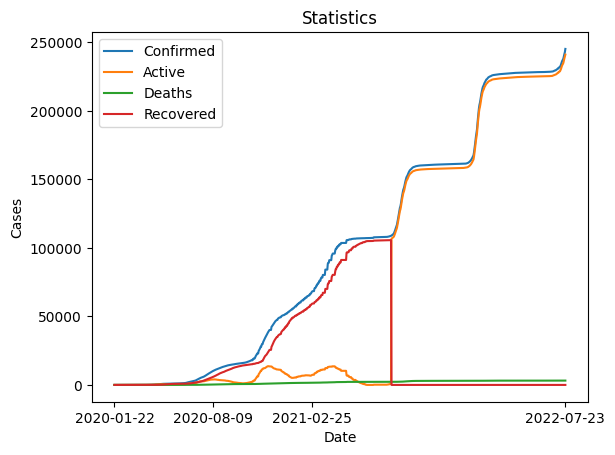 Statistics
250000
200000
150000
100000
50000
0
Cases
Confirmed
Active
Deaths
Recovered
2020-01-22 2020-08-09 2021-02-25 2022-07-23
Date